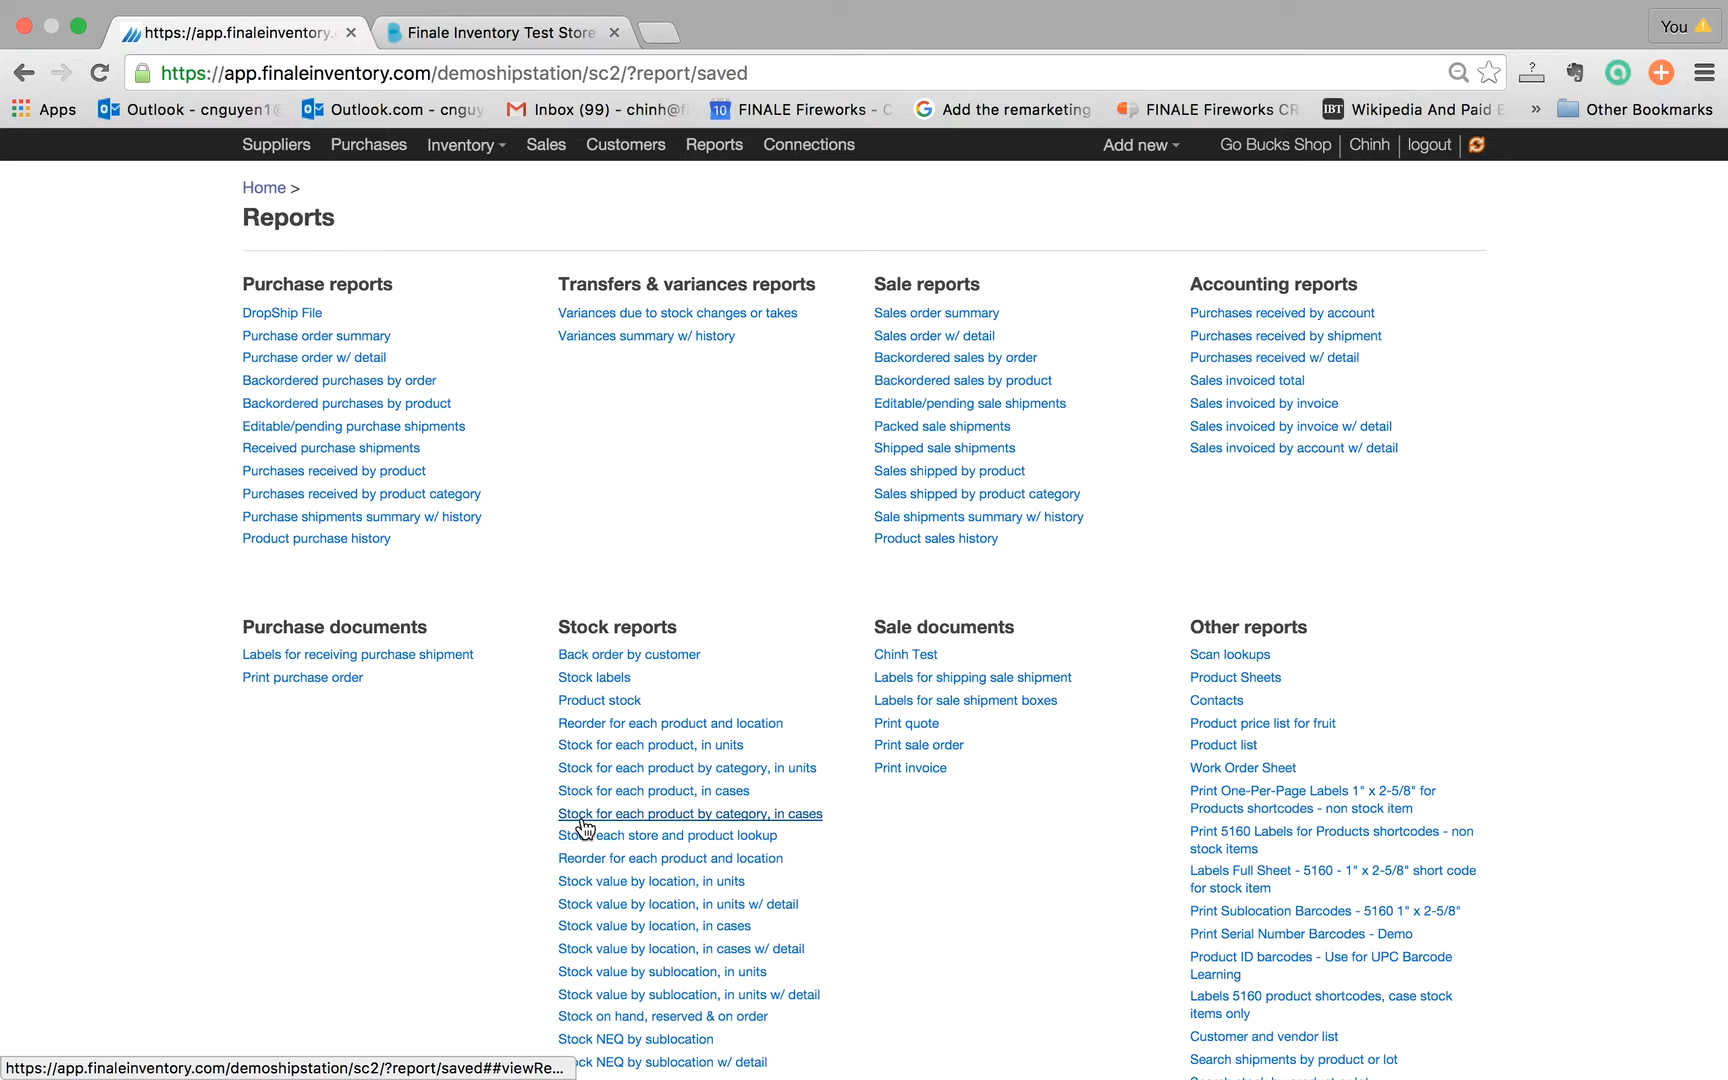 https://app.finaleinventory.
Finale Inventory Test Store
You
https://app.finaleinventory.com/demoshipstation/sc2/?report/saved
Apps
Outlook - cnguyen1@
Outlook.com - cnguy
Inbox (99) - chinh@f
10
FINALE Fireworks - C
Add the remarketing
FINALE Fireworks CR
IBT
Wikipedia And Paid E
»
Other Bookmarks
Suppliers
Purchases
Inventory
Sales
Customers
Reports
Connections
Add new
Go Bucks Shop
Chinh
logout
Home >
Reports
Purchase reports
DropShip File
Purchase order summary
Purchase order w/ detail
Backordered purchases by order
Backordered purchases by product
Editable/pending purchase shipments
Received purchase shipments
Purchases received by product
Purchases received by product category
Purchase shipments summary w/ history
Product purchase history
Transfers & variances reports
Variances due to stock changes or takes
Variances summary w/ history
Sale reports
Sales order summary
Sales order w/ detail
Backordered sales by order
Backordered sales by product
Editable/pending sale shipments
Packed sale shipments
Shipped sale shipments
Sales shipped by product
Sales shipped by product category
Sale shipments summary w/ history
Product sales history
Accounting reports
Purchases received by account
Purchases received by shipment
Purchases received w/ detail
Sales invoiced total
Sales invoiced by invoice
Sales invoiced by invoice w/ detail
Sales invoiced by account w/ detail
Purchase documents
Labels for receiving purchase shipment
Print purchase order
Stock reports
Back order by customer
Stock labels
Product stock
Reorder for each product and location
Stock for each product, in units
Stock for each product by category, in units
Stock for each product, in cases
Stock for each product by category, in cases
each store and product lookup
Reorder for each product and location
Stock value by location, in units
Stock value by location, in units w/ detail
Stock value by location, in cases
Stock value by location, in cases w/ detail
Stock value by sublocation, in units
Stock value by sublocation, in units w/ detail
Stock on hand, reserved & on order
Stock NEQ by sublocation
NEQ by sublocation w/ detail
Sale documents
Chinh Test
Labels for shipping sale shipment
Labels for sale shipment boxes
Print quote
Print sale order
Print invoice
Other reports
Scan lookups
Product Sheets
Contacts
Product price list for fruit
Product list
Work Order Sheet
Print One-Per-Page Labels 1" x 2-5/8" for
Products shortcodes - non stock item
Print 5160 Labels for Products shortcodes - non
stock items
Labels Full Sheet - 5160 - 1" x 2-5/8" short code
for stock item
Print Sublocation Barcodes - 5160 1" x 2-5/8"
Print Serial Number Barcodes - Demo
Product ID barcodes - Use for UPC Barcode
Learning
Labels 5160 product shortcodes, case stock
items only
Customer and vendor list
Search shipments by product or lot
https://app.finaleinventory.com/demoshipstation/sc2/?report/saved##viewRe...